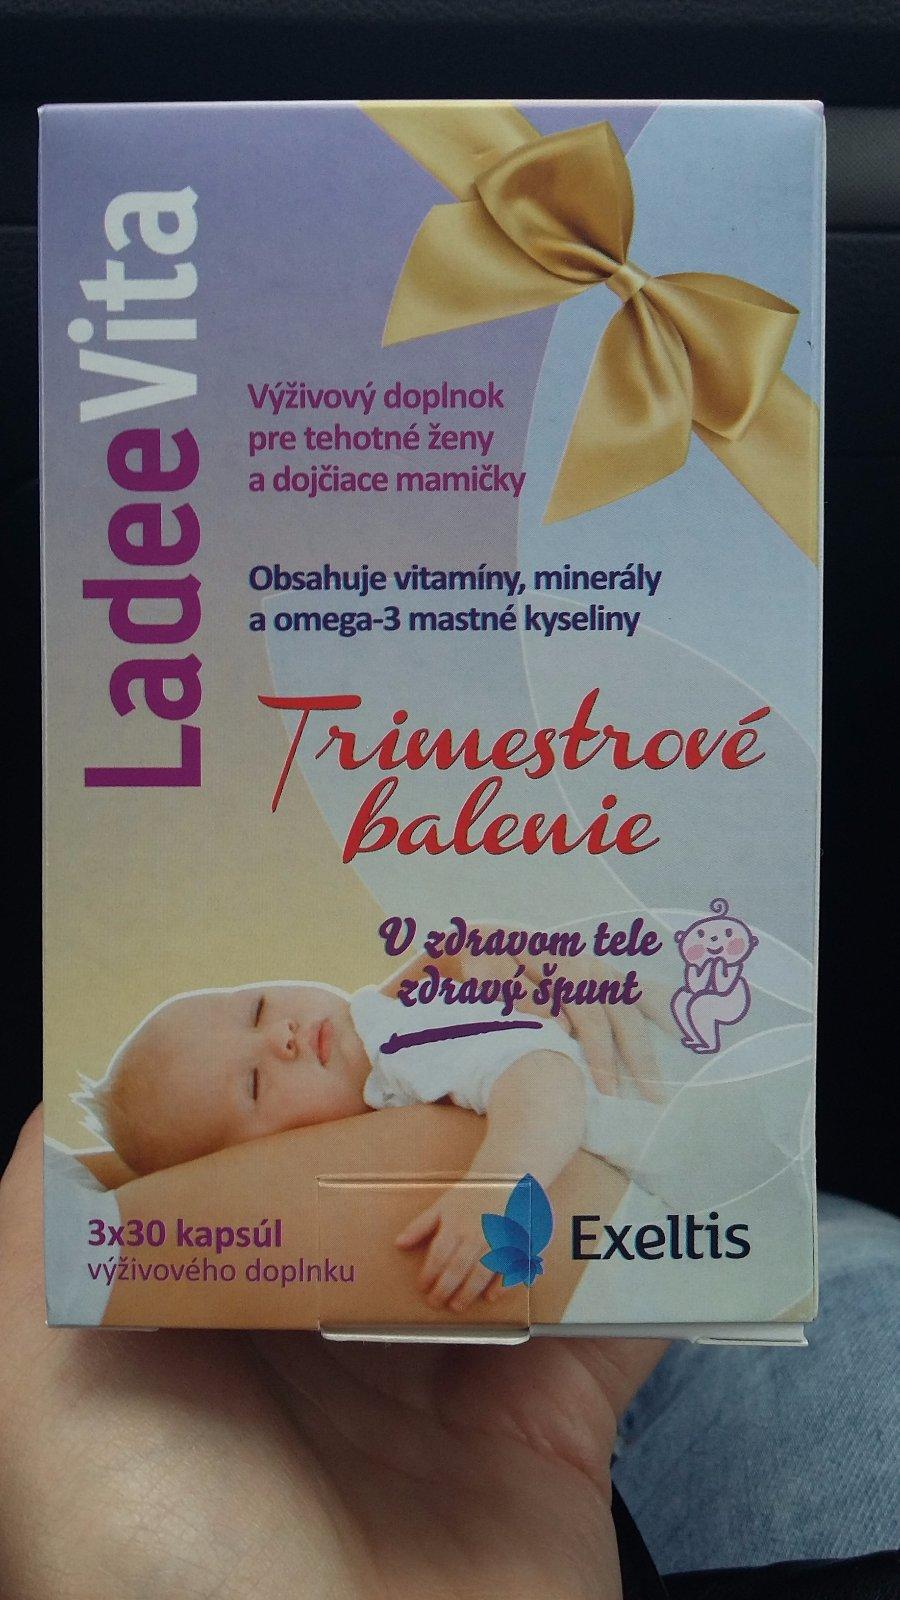 LadeeVita
Výživový doplnok
pre tehotné ženy
a dojčiace mamičky
Obsahuje vitamíny, minerály
a omega-3 mastné kyseliny
Trimestrové
balenie
V zdravom tele
zdravý špunt
3x30 kapsúl
výživového doplnku
Exeltis